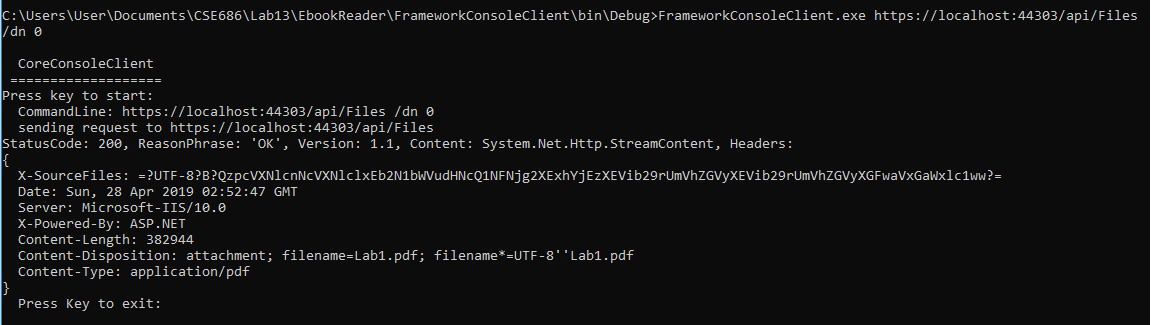 C:\Users\User\Documents\CSE686\Lab13\EbookReader\FrameworkConsoleClient\bin\Debug>FrameworkConsoleClient.exe https://localhost:44303/api/Files
/dn 0
CoreConsoleClient
===================
Press key to start:
CommandLine: https://localhost:44303/api/Files /dn 0
sending request to https://localhost:44303/api/Files
StatusCode: 200, ReasonPhrase: 'OK', Version: 1.1, Content: System.Net.Http.StreamContent, Headers:
{
X-SourceFiles: =?UTF-8?B?QzpcVXNlcnNcVXNlclxEb2N1bWVudHNcQ1NFNjg2XExhYjEzXEVib29rUmVhZGVyXEVib29rUmVhZGVyXGFwaVxGaWxlc1ww?=
Date: Sun, 28 Apr 2019 02:52:47 GMT
Server: Microsoft-IIS/10.0
X-Powered-By: ASP.NET
Content-Length: 382944
Content-Disposition: attachment; filename=Lab1.pdf; filename*=UTF-8''Lab1.pdf
Content-Type: application/pdf
}
Press Key to exit: